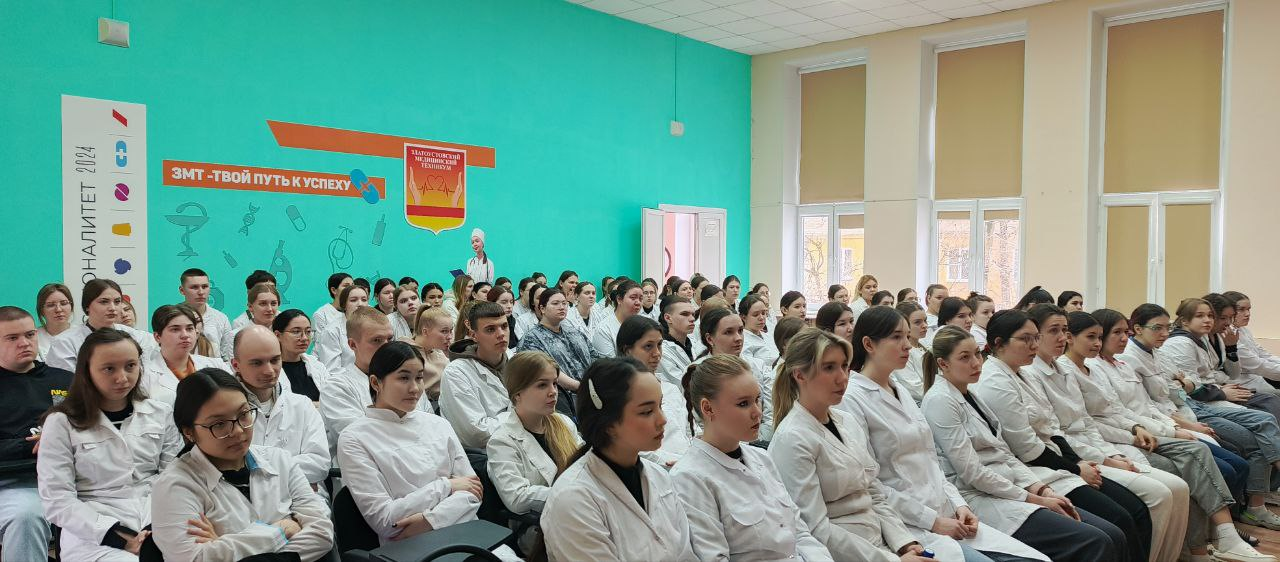 ОНАЛИТЕТ 2024
ЗМТ -ТВОЙ ПУТЬ К УСПЕХУ
ЗЛАТОУСТОВСКИЙ
МЕДИЦИНСКИЙ
ТЕХНИКУМ